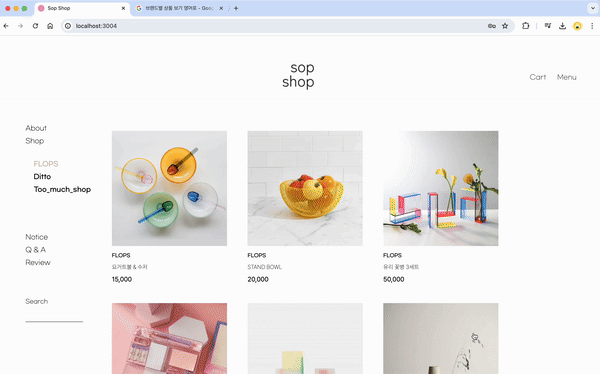 Sop Shop
브랜드별 상품 보기 영어로 - Goo
localhost:3004
sop
shop
Cart Menu
About
Shop
FLOPS
Ditto
Too_much_shop
Notice
Q & A
Review
Search
FLOPS
요거트볼 & 수저
15,000
FLOPS
STAND BOWL
20,000
FLOPS
유리 꽃병 3세트
50,000